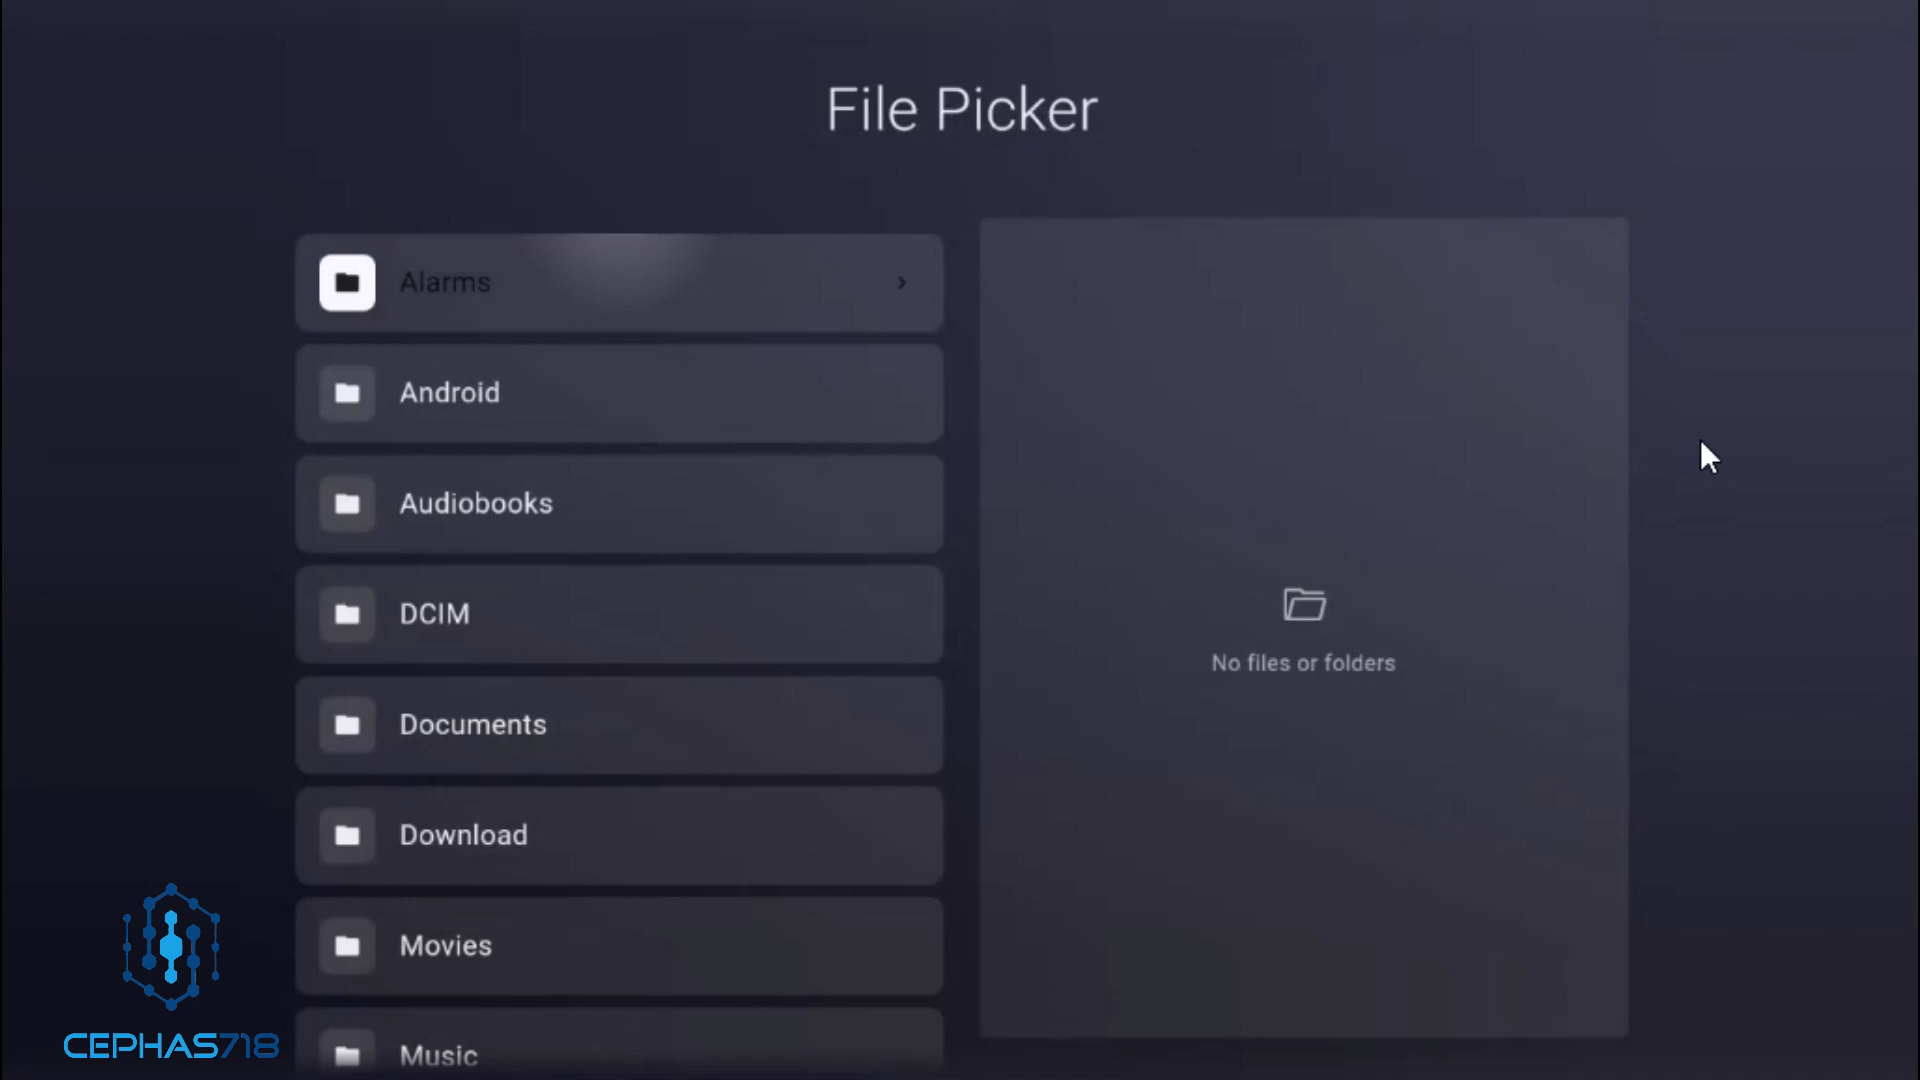 File Picker
Alarms
Android
Audiobooks
DCIM
Documents
Download
Movies
Music
No files or folders
CEPHAS718